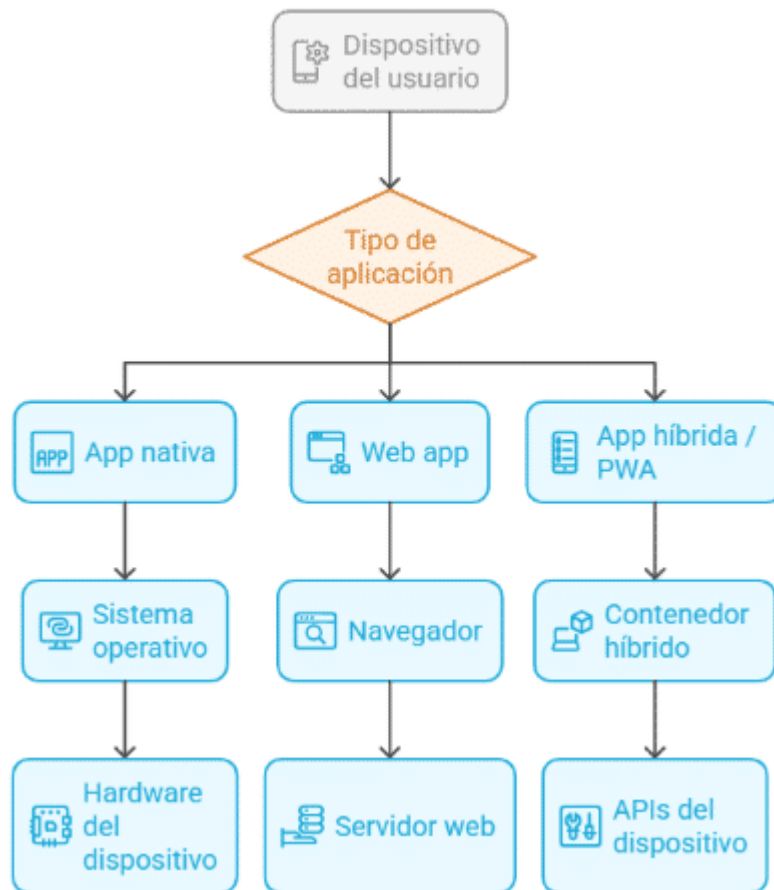 Dispositivo
del usuario
Tipo de
aplicación
APP
App nativa
Web app
App híbrida /
PWA
Sistema
operativo
Navegador
Contenedor
híbrido
Hardware
del
dispositivo
Servidor web
APIs del
dispositivo